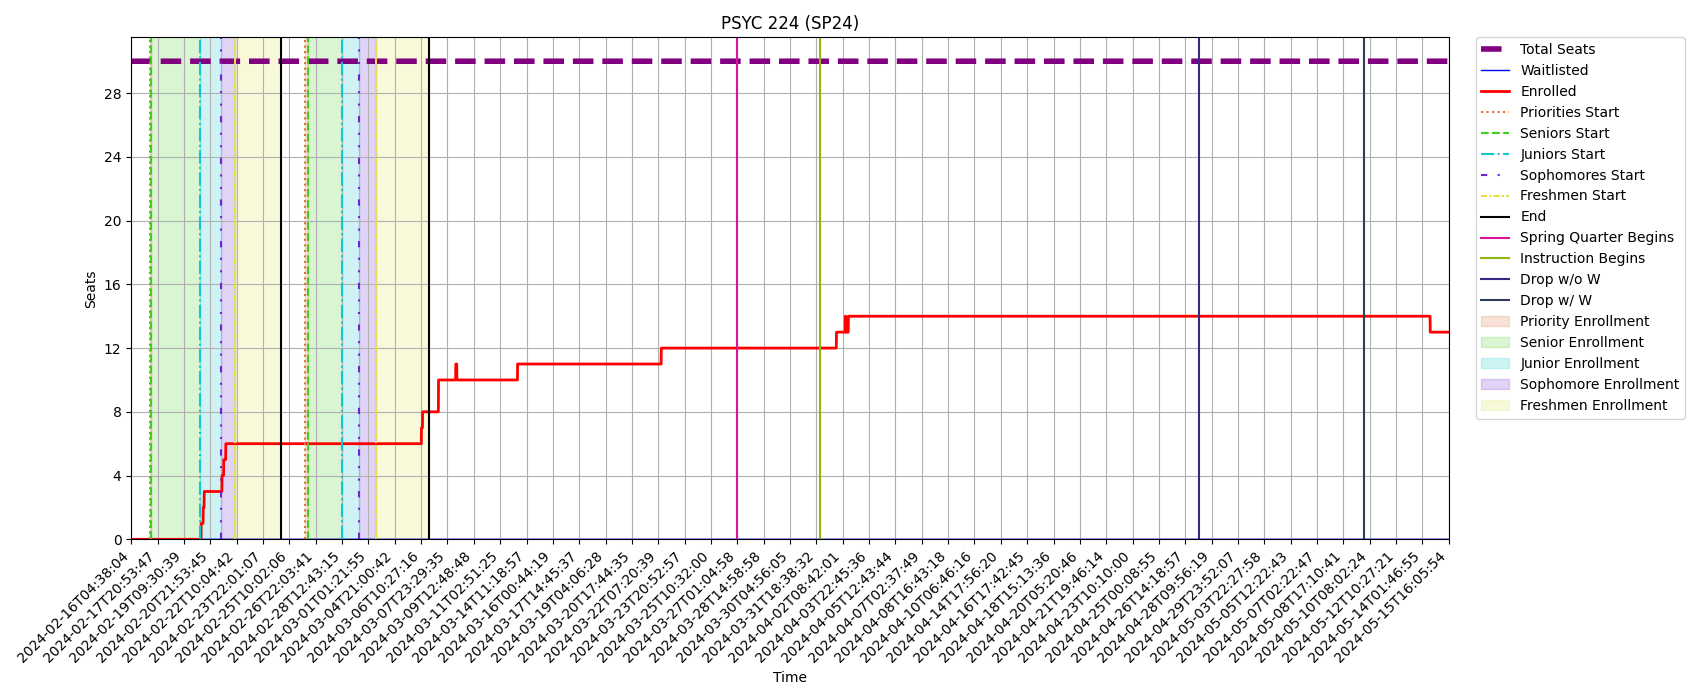 PSYC 224 (SP24)
Seats
28
24
20
16
12
8
4
0
2024-02-16T04:38:04
2024-02-17T20:53:47
2024-02-19T09:30:39
2024-02-20T21:53:45
2024-02-22T10:04:42
2024-02-23T22:01:07
2024-02-25T10:02:06
2024-02-26T22:03:41
2024-02-28T12:43:15
2024-03-01T01:21:55
2024-03-04T21:00:42
2024-03-06T10:27:16
2024-03-07T23:29:35
2024-03-09T12:48:48
2024-03-11T02:51:25
2024-03-14T11:18:57
2024-03-16T00:44:19
2024-03-17T14:45:37
2024-03-19T04:06:28
2024-03-20T17:44:35
2024-03-22T07:20:39
2024-03-23T20:52:57
2024-03-25T10:32:00
2024-03-27T01:04:58
2024-03-28T14:58:58
2024-03-30T04:56:05
2024-03-31T18:38:32
2024-04-02T08:42:01
2024-04-03T22:45:36
2024-04-05T12:43:44
2024-04-07T02:37:49
2024-04-08T16:43:18
2024-04-10T06:46:16
2024-04-14T17:56:20
2024-04-16T17:42:45
2024-04-18T15:13:36
2024-04-20T05:20:46
2024-04-21T19:46:14
2024-04-23T10:10:00
2024-04-25T00:08:55
2024-04-26T14:18:57
2024-04-28T09:56:19
2024-04-29T23:52:07
2024-05-03T22:27:58
2024-05-05T12:22:43
2024-05-07T02:22:47
2024-05-08T17:10:41
2024-05-10T08:02:24
2024-05-12T10:27:21
2024-05-14T01:46:55
2024-05-15T16:05:54
Time
Total Seats
Waitlisted
Enrolled
Priorities Start
Seniors Start
Juniors Start
Sophomores Start
Freshmen Start
End
Spring Quarter Begins
Instruction Begins
Drop w/o W
Drop w/ W
Priority Enrollment
Senior Enrollment
Junior Enrollment
Sophomore Enrollment
Freshmen Enrollment